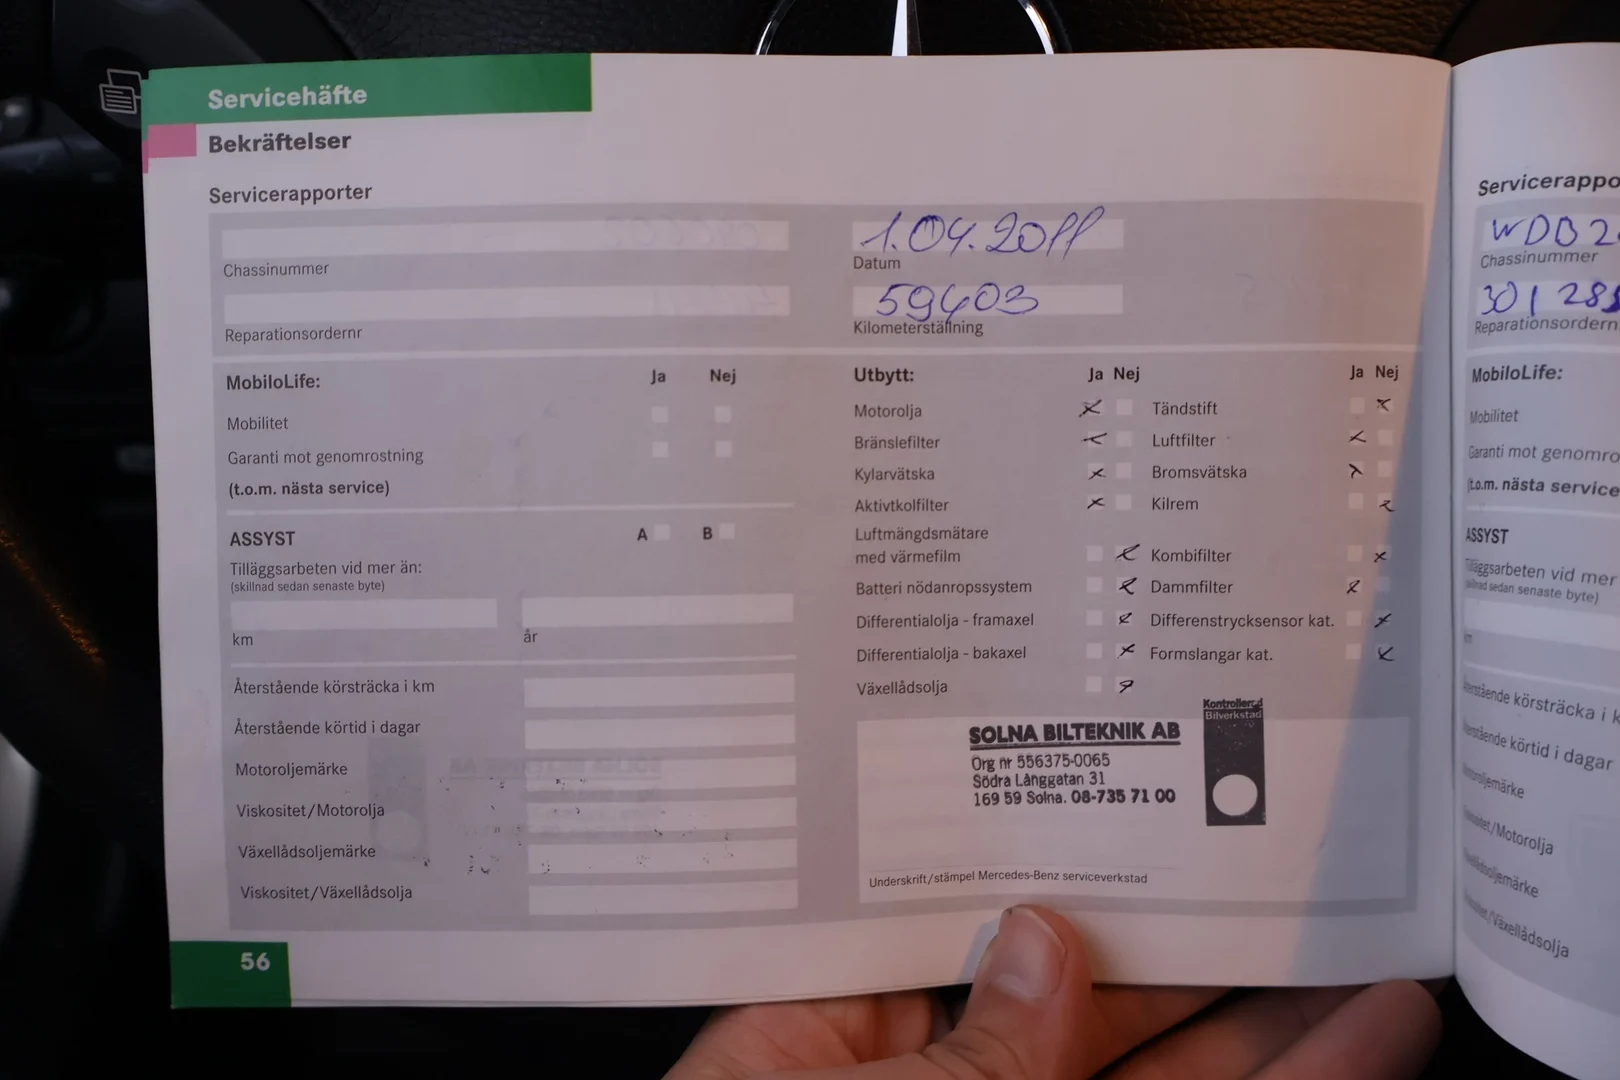 Servicehäfte
Bekräftelser
Servicerapporter
1.04.2011
Chassinummer
Datum
59403
Reparationsordernr
Kilometerställning
MobiloLife:
Ja Nej
Mobilitet
Garanti mot genomrostning
(t.o.m. nästa service)
ASSYST
A B
Tilläggsarbeten vid mer än:
(skillnad sedan senaste byte)
km
år
Återstående körsträcka i km
Återstående körtid i dagar
Motoroljemärke
Viskositet/Motorolja
Växellådsoljemärke
Viskositet/Växellådsolja
Utbytt:
Ja Nej
Ja Nej
Motorolja
Tändstift
Bränslefilter
Luftfilter
Kylarvätska
Bromsvätska
Aktivtkolfilter
Kilrem
Luftmängdsmätare
med värmefilm
Kombifilter
Batteri nödanropssystem
Dammfilter
Differentialolja - framaxel
Differenstrycksensor kat.
Differentialolja - bakaxel
Formslangar kat.
Växellådsolja
Kontrollerad
Bilverkstad
SOLNA BILTEKNIK AB
Org nr 556375-0065
Södra Långgatan 31
169 59 Solna. 08-735 71 00
Underskrift/stämpel Mercedes-Benz serviceverkstad
56
Servicerappo
WDB2
Chassinummer
301 28
Reparationsordern
MobiloLife:
Mobilitet
Garanti mot genomro
(t.o.m. nästa service
ASSYST
Tilläggsarbeten vid mer
(skillnad sedan senaste byte)
km
Återstående körsträcka i k
Återstående körtid i dagar
Motoroljemärke
Viskositet/Motorolja
Växellådsoljemärke
Viskositet/Växellådsolja